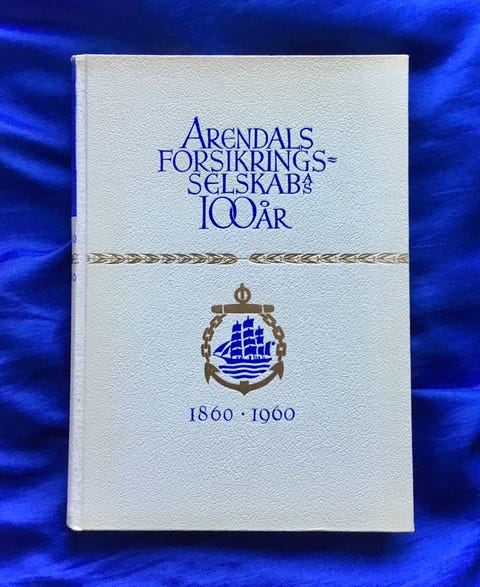 ARENDALS
FORSIKRINGS=
SELSKAB A/S
100 ÅR
1860 · 1960